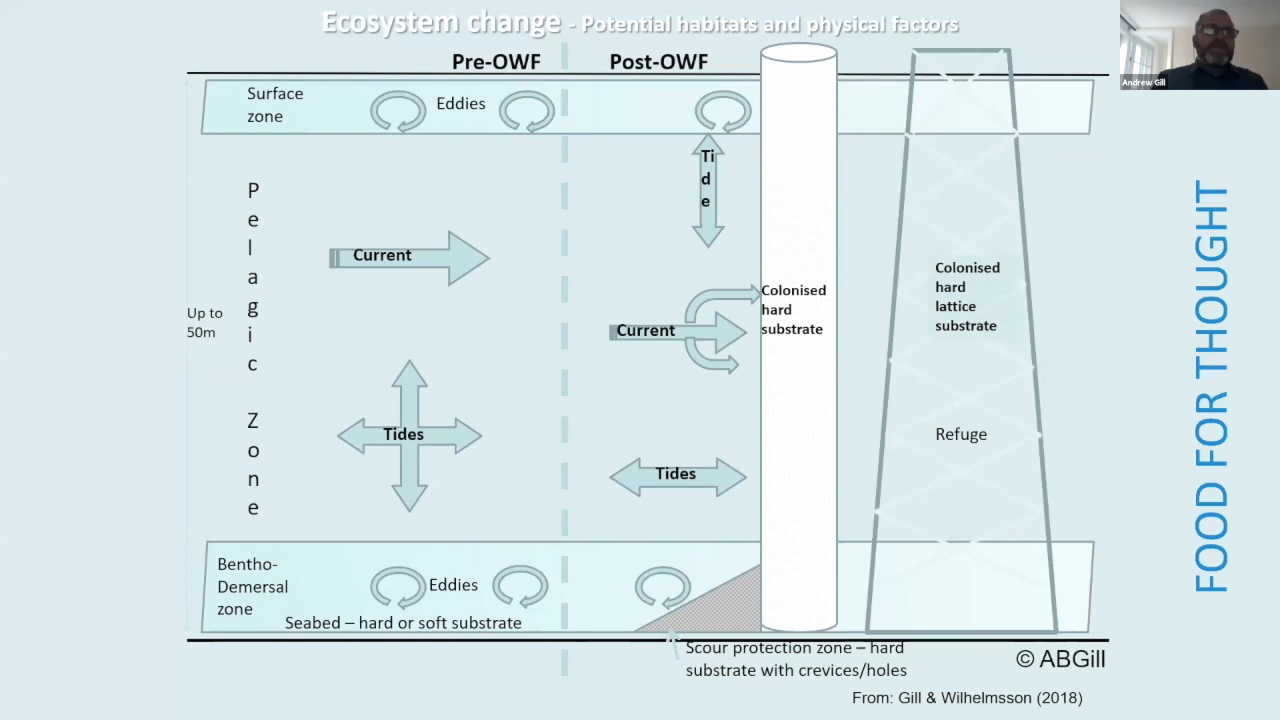 Ecosystem change - Potential habitats and physical factors
Pre-OWF
Post-OWF
Surface
zone
Eddies
Pelagic Zone
Up to
50m
Current
Tides
Ti
d
e
Current
Tides
Colonised
hard
substrate
Colonised
hard
lattice
substrate
Refuge
Bentho-
Demersal
zone
Eddies
Seabed – hard or soft substrate
Scour protection zone – hard
substrate with crevices/holes
© ABGill
From: Gill & Wilhelmsson (2018)
FOOD FOR THOUGHT
Andrew Gill